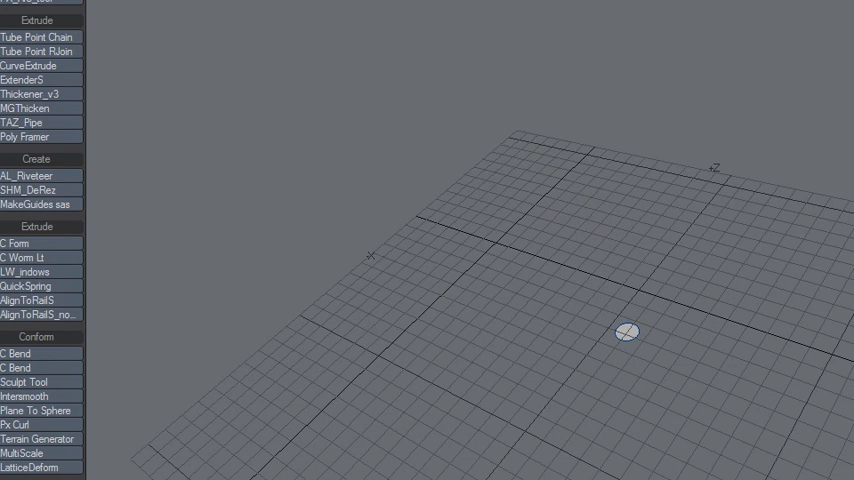 Extrude
Tube Point Chain
Tube Point RJoin
CurveExtrude
ExtenderS
Thickener_v3
MGThicken
TAZ_Pipe
Poly Framer
Create
AL_Riveteer
SHM_DeRez
MakeGuides sas
Extrude
C Form
C Worm Lt
LW_indows
QuickSpring
AlignToRailS
AlignToRailS_no...
Conform
C Bend
C Bend
Sculpt Tool
Intersmooth
Plane To Sphere
Px Curl
Terrain Generator
MultiScale
LatticeDeform
+Z